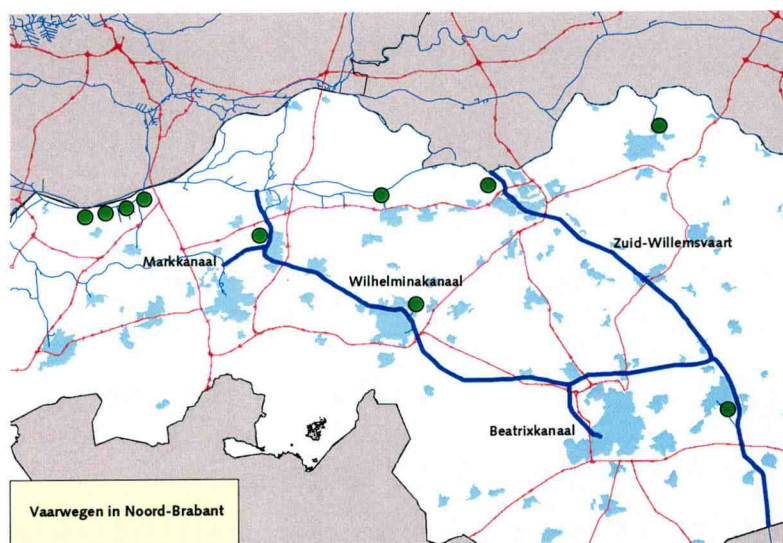 Zuid-Willemsvaart
Markkanaal
Wilhelminakanaal
Beatrixkanaal
Vaarwegen in Noord-Brabant